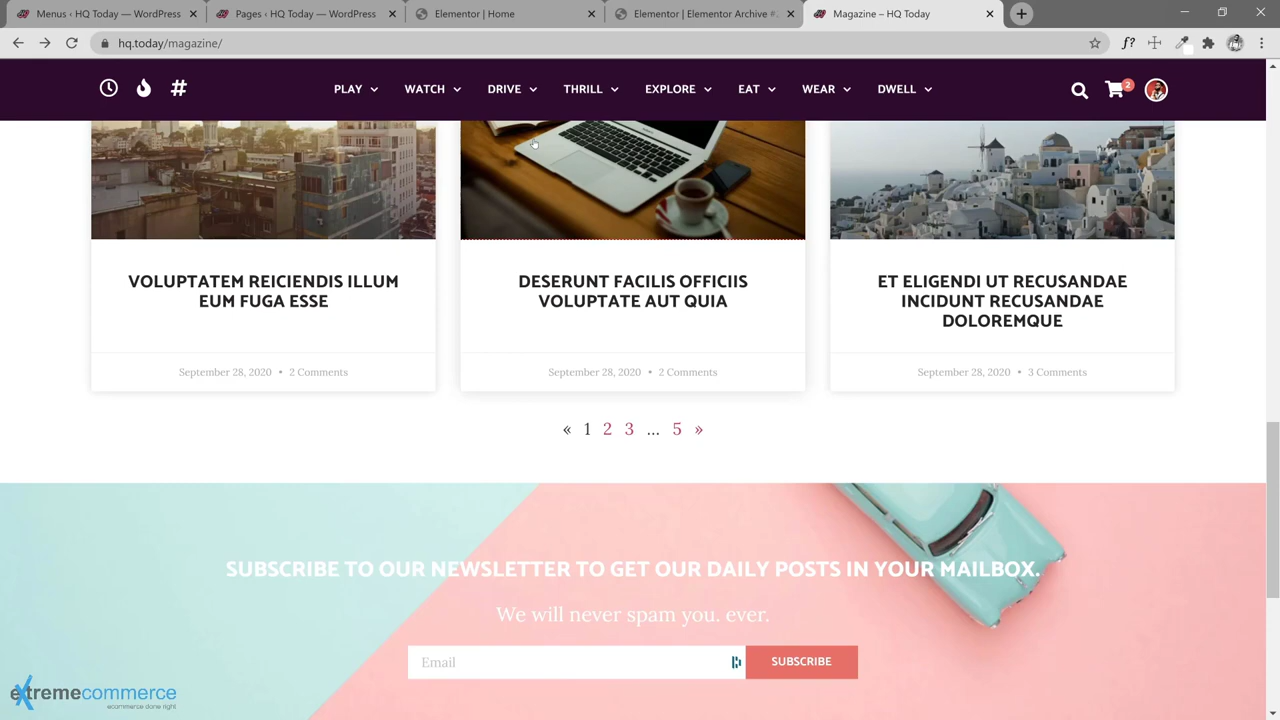 Menus ‹ HQ Today — WordPress
Pages ‹ HQ Today — WordPress
Elementor | Home
Elementor | Elementor Archive #
Magazine – HQ Today
hq.today/magazine/
f?
PLAY
WATCH
DRIVE
THRILL
EXPLORE
EAT
WEAR
DWELL
2
VOLUPTATEM REICIENDIS ILLUM
EUM FUGA ESSE
September 28, 2020 • 2 Comments
DESERUNT FACILIS OFFICIIS
VOLUPTATE AUT QUIA
September 28, 2020 • 2 Comments
ET ELIGENDI UT RECUSANDAE
INCIDUNT RECUSANDAE
DOLOREMQUE
September 28, 2020 • 3 Comments
« 1 2 3 … 5 »
SUBSCRIBE TO OUR NEWSLETTER TO GET OUR DAILY POSTS IN YOUR MAILBOX.
We will never spam you. ever.
Email
SUBSCRIBE
extremecommerce
ecommerce done right